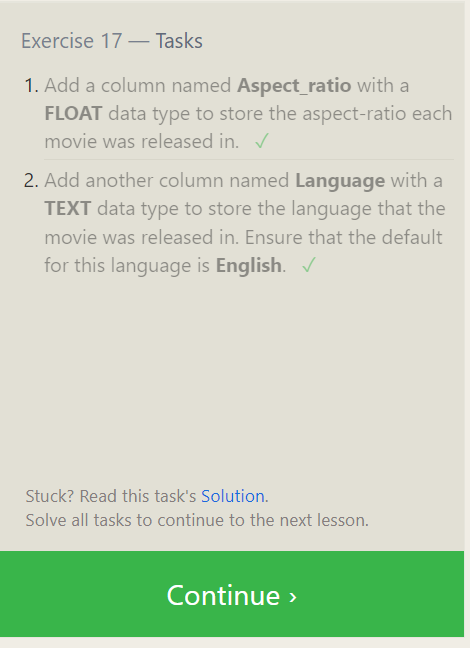 Exercise 17 — Tasks
1. Add a column named Aspect_ratio with a
FLOAT data type to store the aspect-ratio each
movie was released in. ✓
2. Add another column named Language with a
TEXT data type to store the language that the
movie was released in. Ensure that the default
for this language is English. ✓
Stuck? Read this task's Solution.
Solve all tasks to continue to the next lesson.
Continue ›